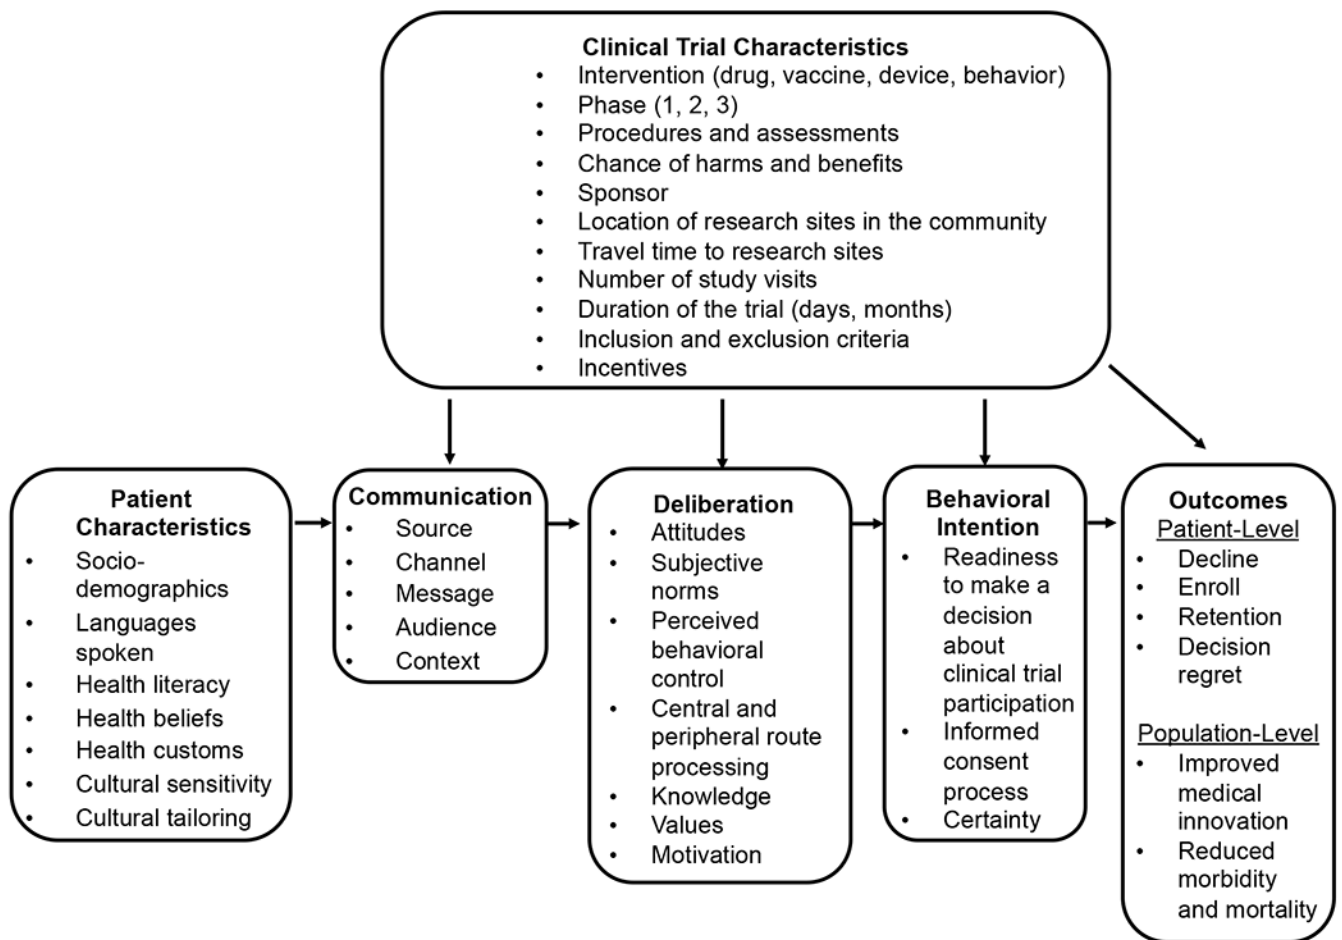 Clinical Trial Characteristics
• Intervention (drug, vaccine, device, behavior)
• Phase (1, 2, 3)
• Procedures and assessments
• Chance of harms and benefits
• Sponsor
• Location of research sites in the community
• Travel time to research sites
• Number of study visits
• Duration of the trial (days, months)
• Inclusion and exclusion criteria
• Incentives
Patient
Characteristics
• Socio-
demographics
• Languages
spoken
• Health literacy
• Health beliefs
• Health customs
• Cultural sensitivity
• Cultural tailoring
Communication
• Source
• Channel
• Message
• Audience
• Context
Deliberation
• Attitudes
• Subjective
norms
• Perceived
behavioral
control
• Central and
peripheral route
processing
• Knowledge
• Values
• Motivation
Behavioral
Intention
• Readiness
to make a
decision
about
clinical trial
participation
• Informed
consent
process
• Certainty
Outcomes
Patient-Level
• Decline
• Enroll
• Retention
• Decision
regret
Population-Level
• Improved
medical
innovation
• Reduced
morbidity
and mortality